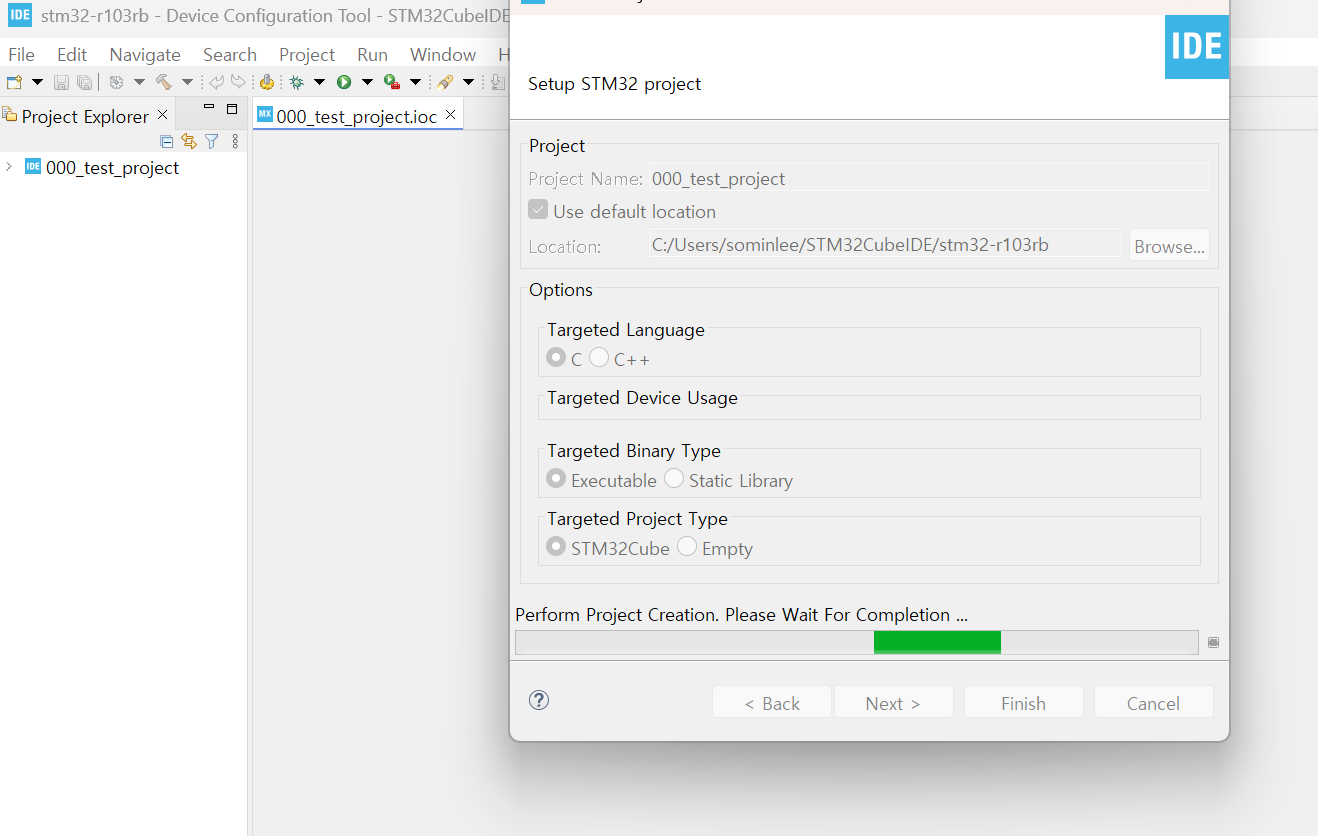 IDE stm32-r103rb - Device Configuration Tool - STM32CubeIDE
File Edit Navigate Search Project Run Window H
Project Explorer
MX 000_test_project.ioc
IDE 000_test_project
IDE
Setup STM32 project
Project
Project Name: 000_test_project
Use default location
Location: C:/Users/sominlee/STM32CubeIDE/stm32-r103rb Browse...
Options
Targeted Language
C C++
Targeted Device Usage
Targeted Binary Type
Executable Static Library
Targeted Project Type
STM32Cube Empty
Perform Project Creation. Please Wait For Completion ...
? < Back Next > Finish Cancel